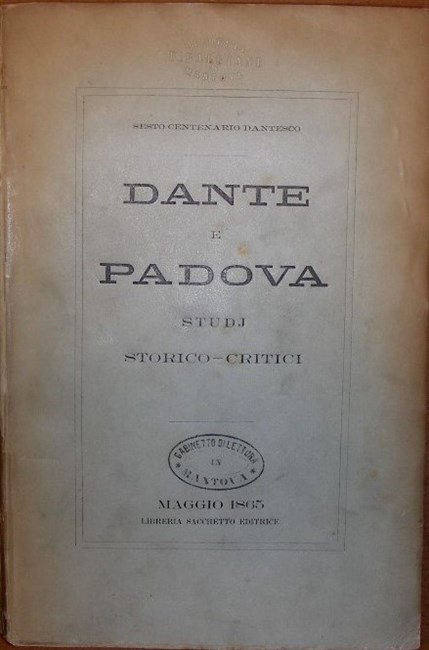 SESTO CENTENARIO DANTESCO
DANTE
E
PADOVA
STUDJ
STORICO-CRITICI
GABINETTO DI LETTURA
IN
MANTOVA
MAGGIO 1865
LIBRERIA SACCHETTO EDITRICE